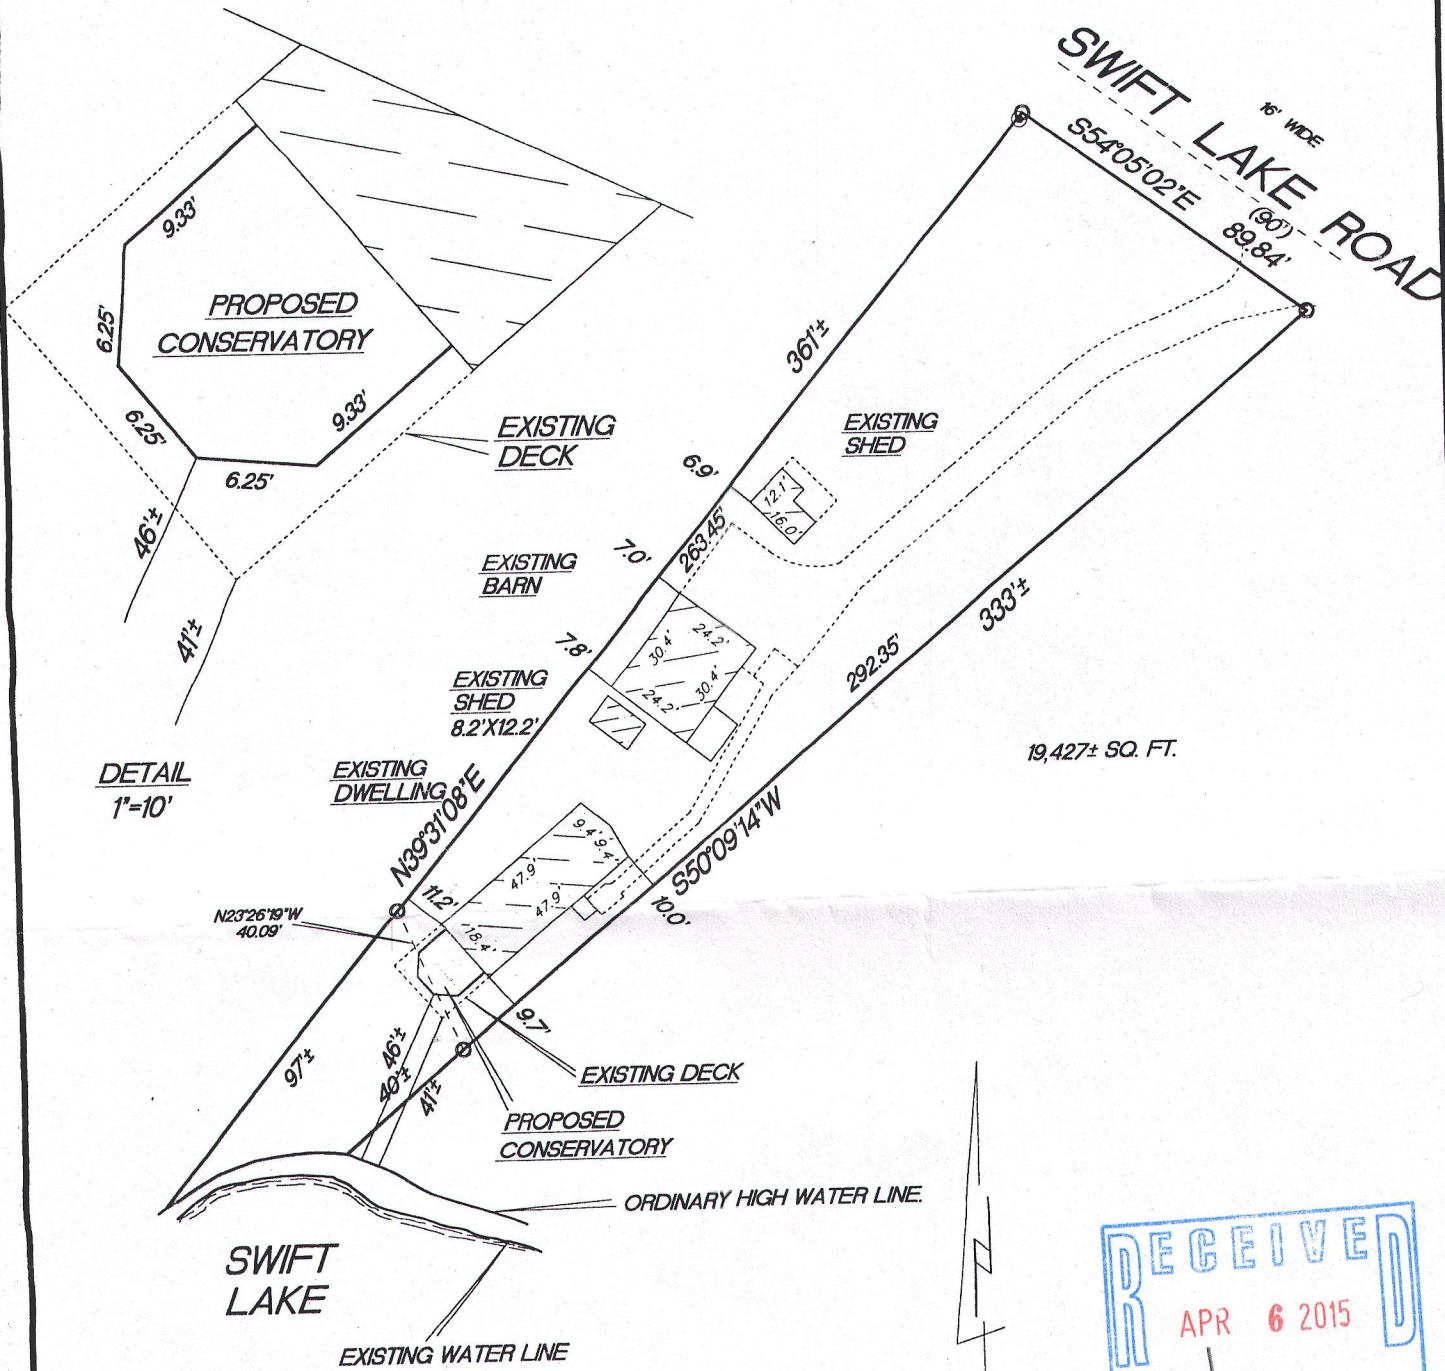 SWIFT LAKE ROAD
16' WIDE
S54°05'02"E
(90')
89.84'
9.33'
PROPOSED
CONSERVATORY
6.25'
6.25'
9.33'
6.25'
EXISTING
DECK
46'±
41'±
DETAIL
1"=10'
361'±
EXISTING
SHED
6.9'
12.1'
16.0'
263.45'
7.0'
EXISTING
BARN
24.2'
30.4'
30.4'
24.2'
333'±
292.35'
7.8'
EXISTING
SHED
8.2'X12.2'
19,427± SQ. FT.
EXISTING
DWELLING
N39°31'08"E
S50°09'14"W
9.4'
9.4'
47.9'
47.9'
18.4'
11.2'
10.0'
N23°26'19"W
40.09'
9.7'
97'±
46'±
40'±
41'±
EXISTING DECK
PROPOSED
CONSERVATORY
ORDINARY HIGH WATER LINE
SWIFT
LAKE
EXISTING WATER LINE
RECEIVED
APR 6 2015